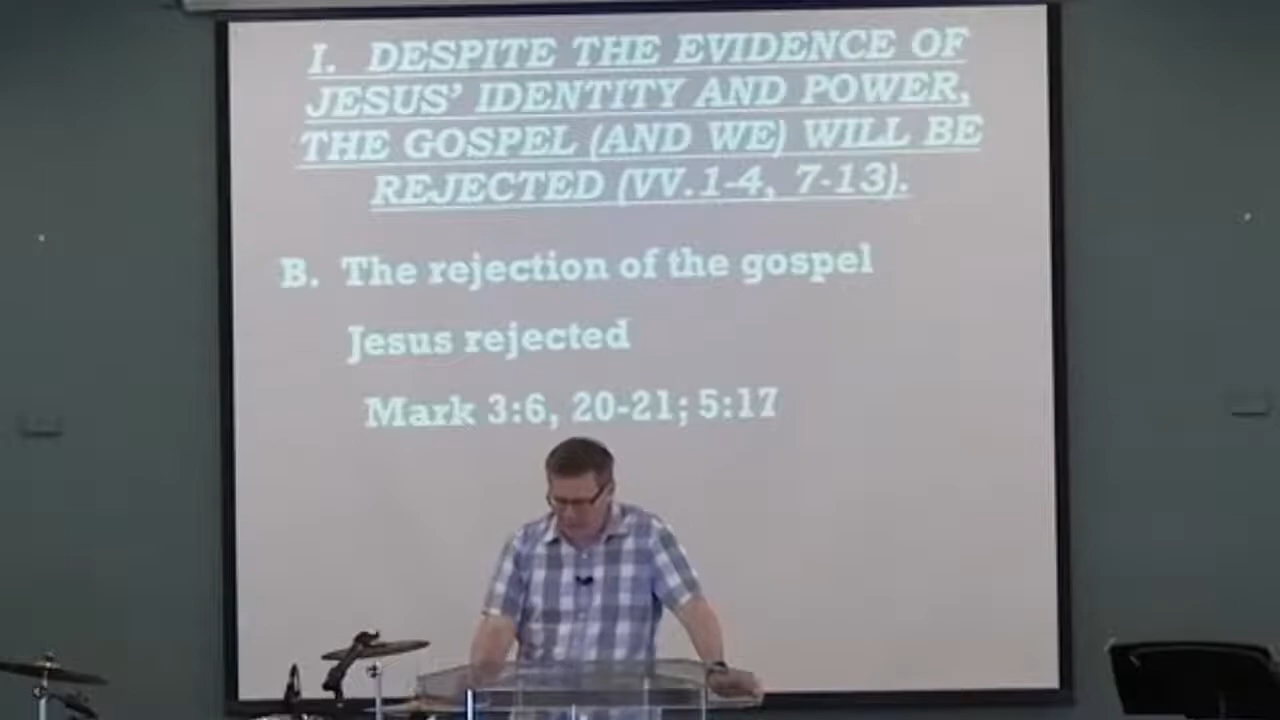 I. DESPITE THE EVIDENCE OF
JESUS’ IDENTITY AND POWER,
THE GOSPEL (AND WE) WILL BE
REJECTED (VV.1-4, 7-13).
B. The rejection of the gospel
Jesus rejected
Mark 3:6, 20-21; 5:17